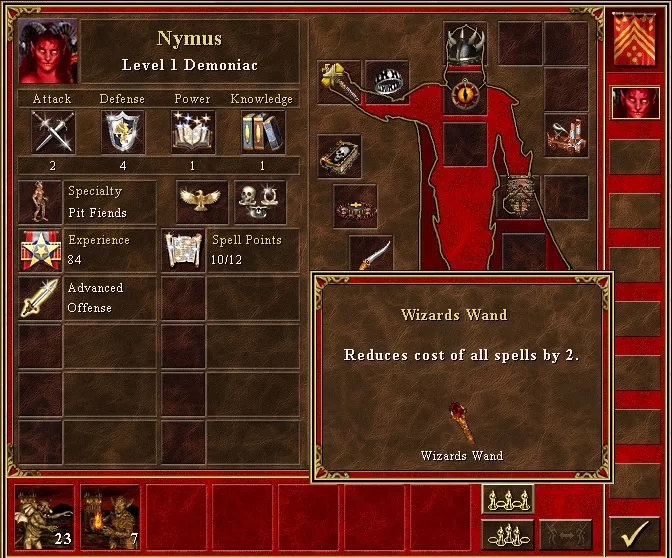 Nymus
Level 1 Demoniac
Attack Defense Power Knowledge
2 4 1 1
Specialty
Pit Fiends
Experience
84
Spell Points
10/12
Advanced
Offense
Wizards Wand
Reduces cost of all spells by 2.
Wizards Wand
23 7